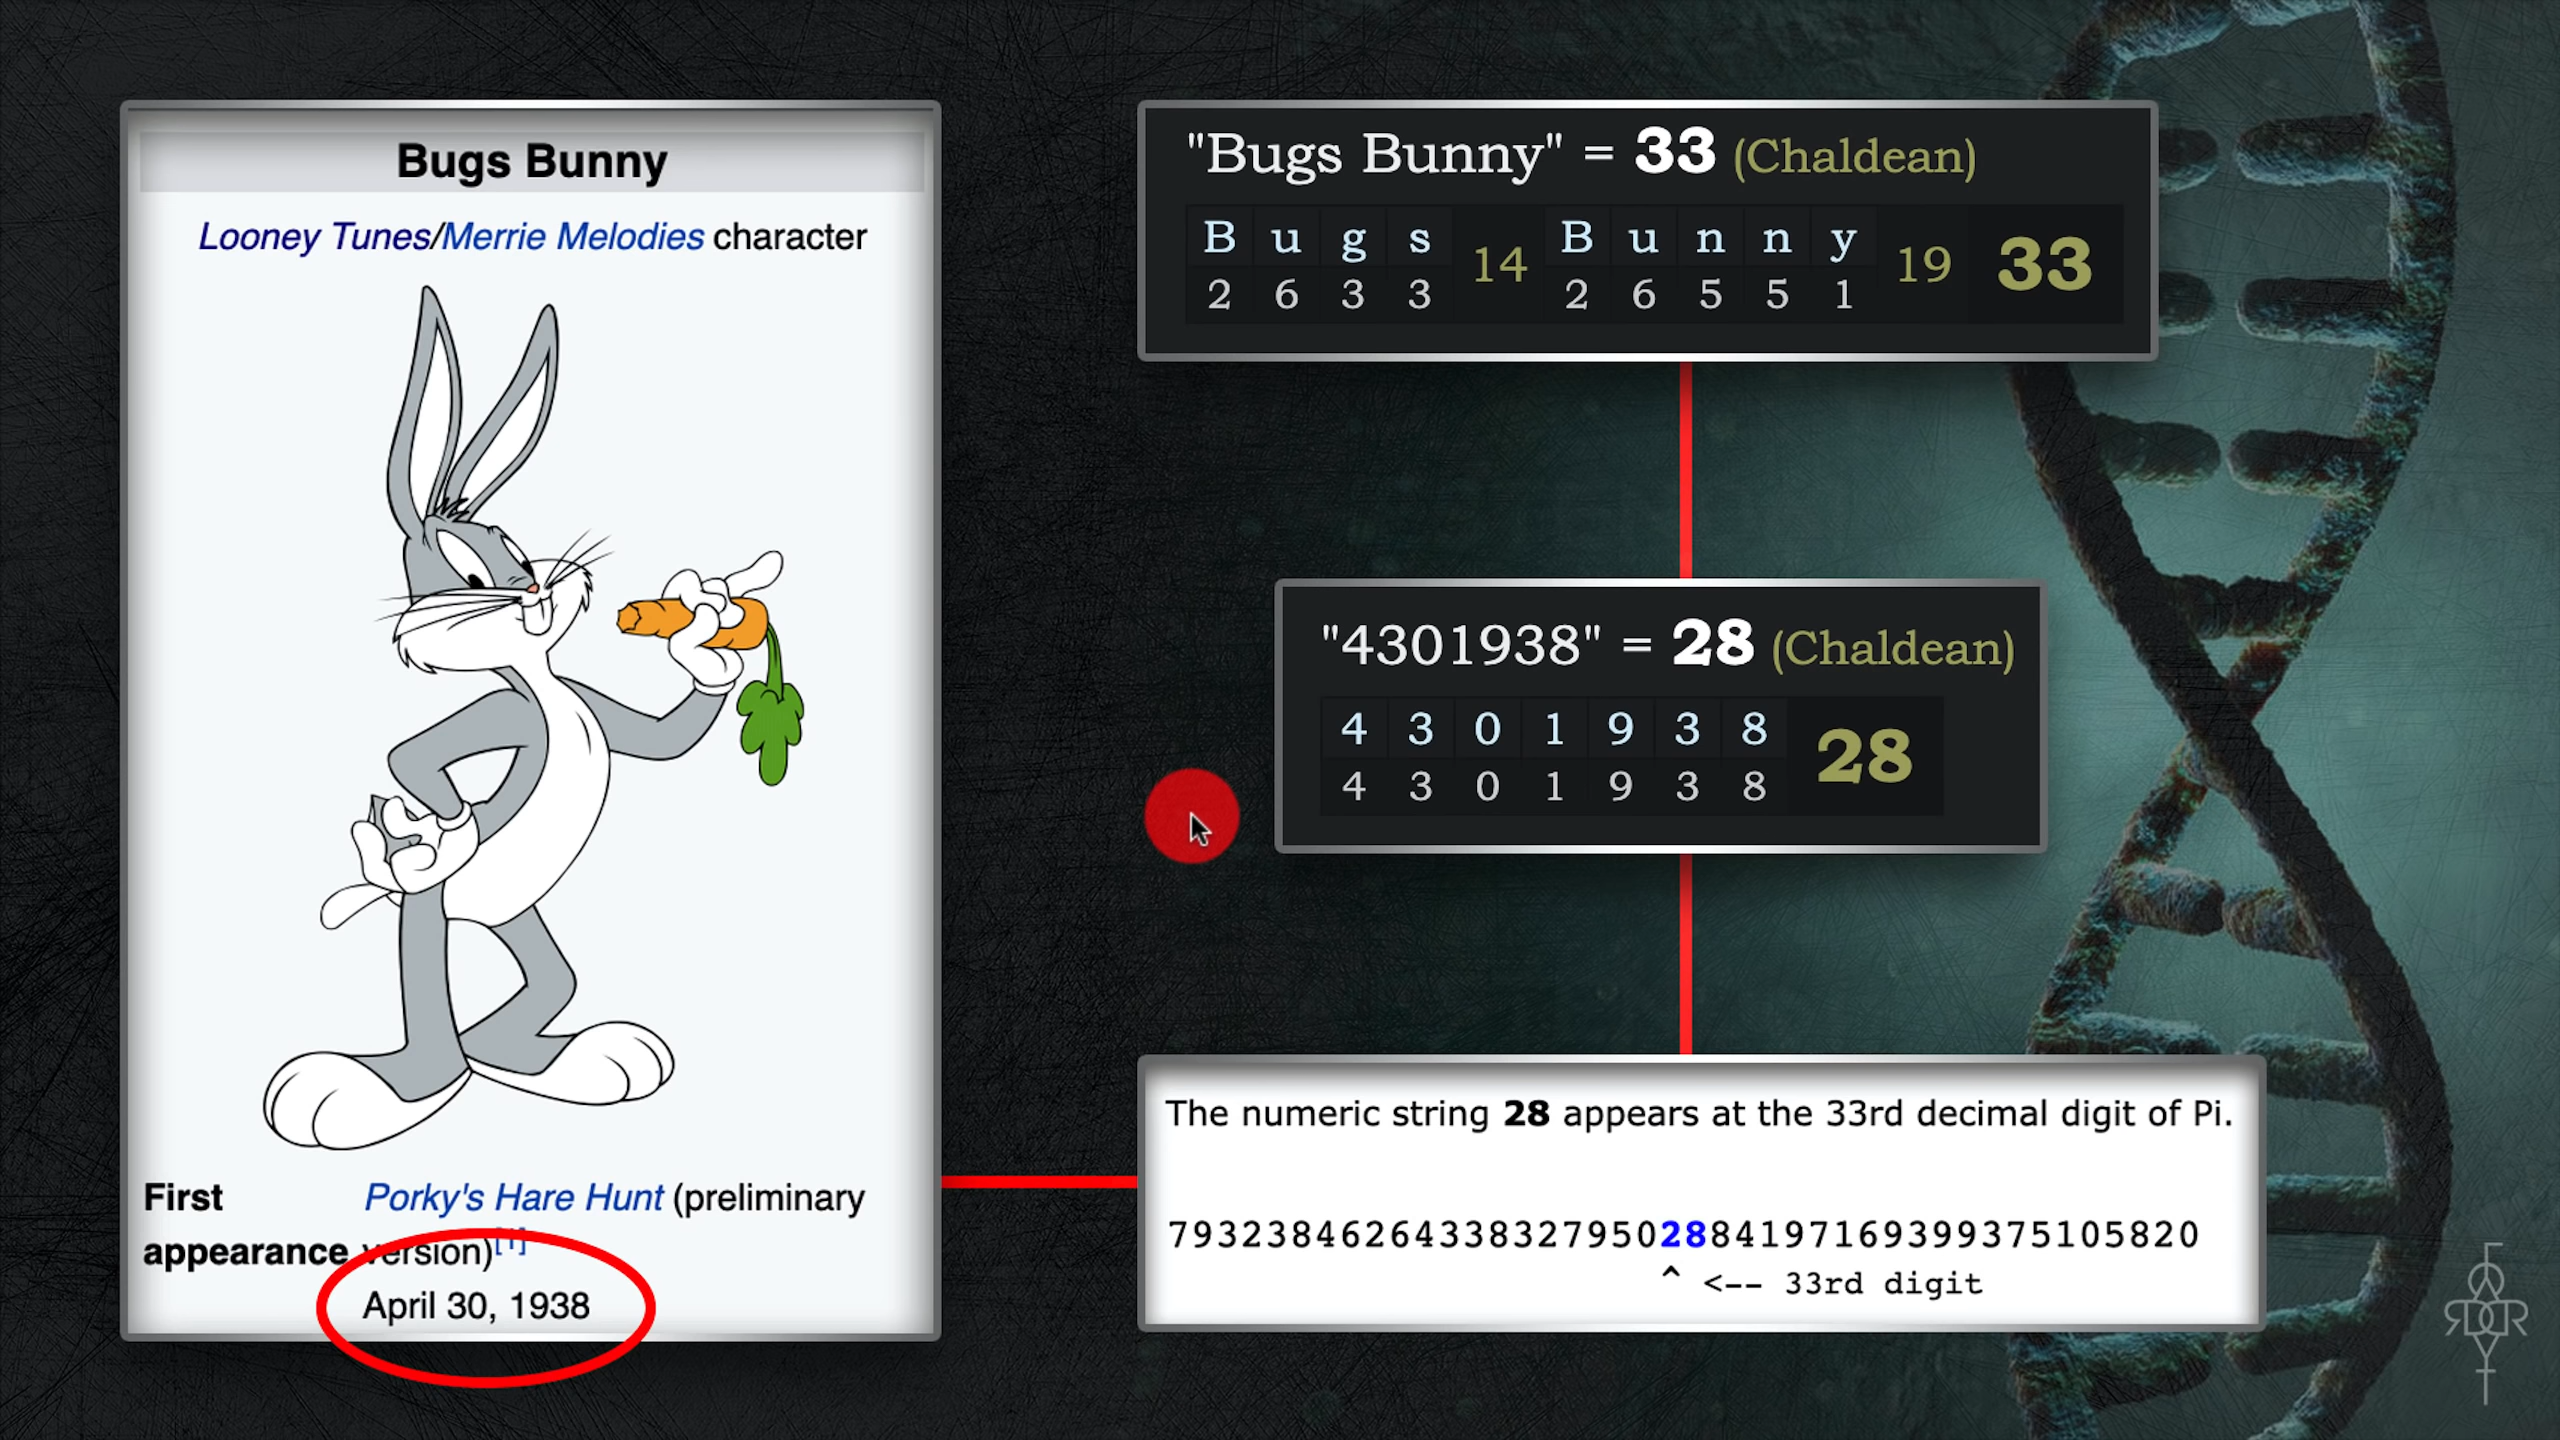 Bugs Bunny
Looney Tunes/Merrie Melodies character
First Porky's Hare Hunt (preliminary
appearance version)[1]
April 30, 1938
"Bugs Bunny" = 33 (Chaldean)
B u g s 14 B u n n y 19 33
2 6 3 3 2 6 5 5 1
"4301938" = 28 (Chaldean)
4 3 0 1 9 3 8 28
4 3 0 1 9 3 8
The numeric string 28 appears at the 33rd decimal digit of Pi.
79323846264338327950288419716939937510582​0
^ <-- 33rd digit